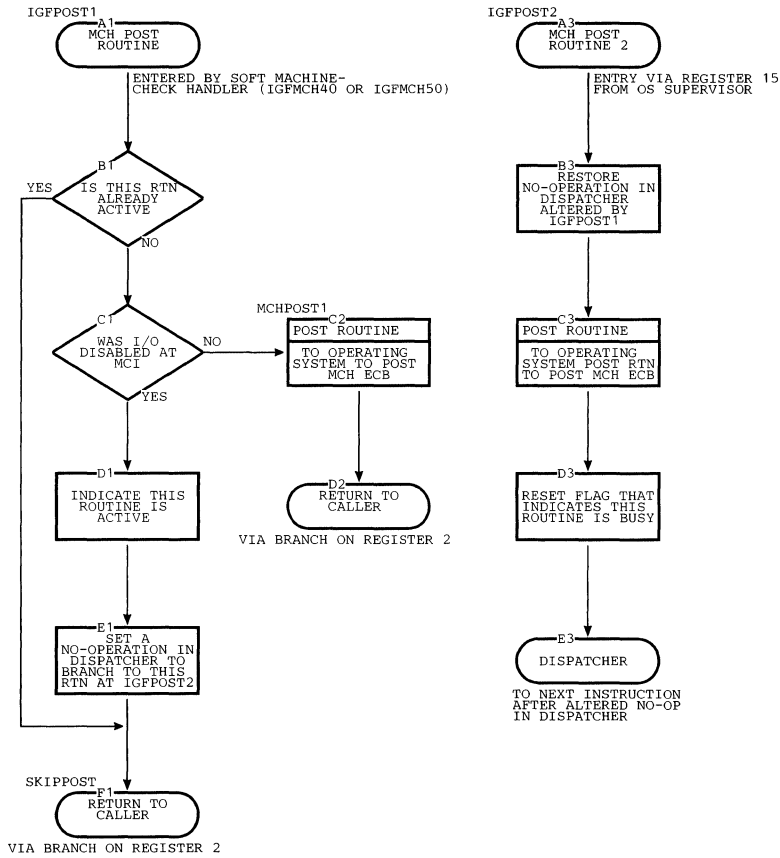 IGFPOST1
A1
MCH POST
ROUTINE
ENTERED BY SOFT MACHINE-
CHECK HANDLER (IGFMCH40 OR IGFMCH50)
B1
YES
IS THIS RTN
ALREADY
ACTIVE
NO
C1
WAS I/O
DISABLED AT
MCI
NO
YES
MCHPOST1
C2
POST ROUTINE
TO OPERATING
SYSTEM TO POST
MCH ECB
D1
INDICATE THIS
ROUTINE IS
ACTIVE
D2
RETURN TO
CALLER
VIA BRANCH ON REGISTER 2
E1
SET A
NO-OPERATION IN
DISPATCHER TO
BRANCH TO THIS
RTN AT IGFPOST2
SKIPPOST
F1
RETURN TO
CALLER
VIA BRANCH ON REGISTER 2
IGFPOST2
A3
MCH POST
ROUTINE 2
ENTRY VIA REGISTER 15
FROM OS SUPERVISOR
B3
RESTORE
NO-OPERATION IN
DISPATCHER
ALTERED BY
IGFPOST1
C3
POST ROUTINE
TO OPERATING
SYSTEM POST RTN
TO POST MCH ECB
D3
RESET FLAG THAT
INDICATES THIS
ROUTINE IS BUSY
E3
DISPATCHER
TO NEXT INSTRUCTION
AFTER ALTERED NO-OP
IN DISPATCHER